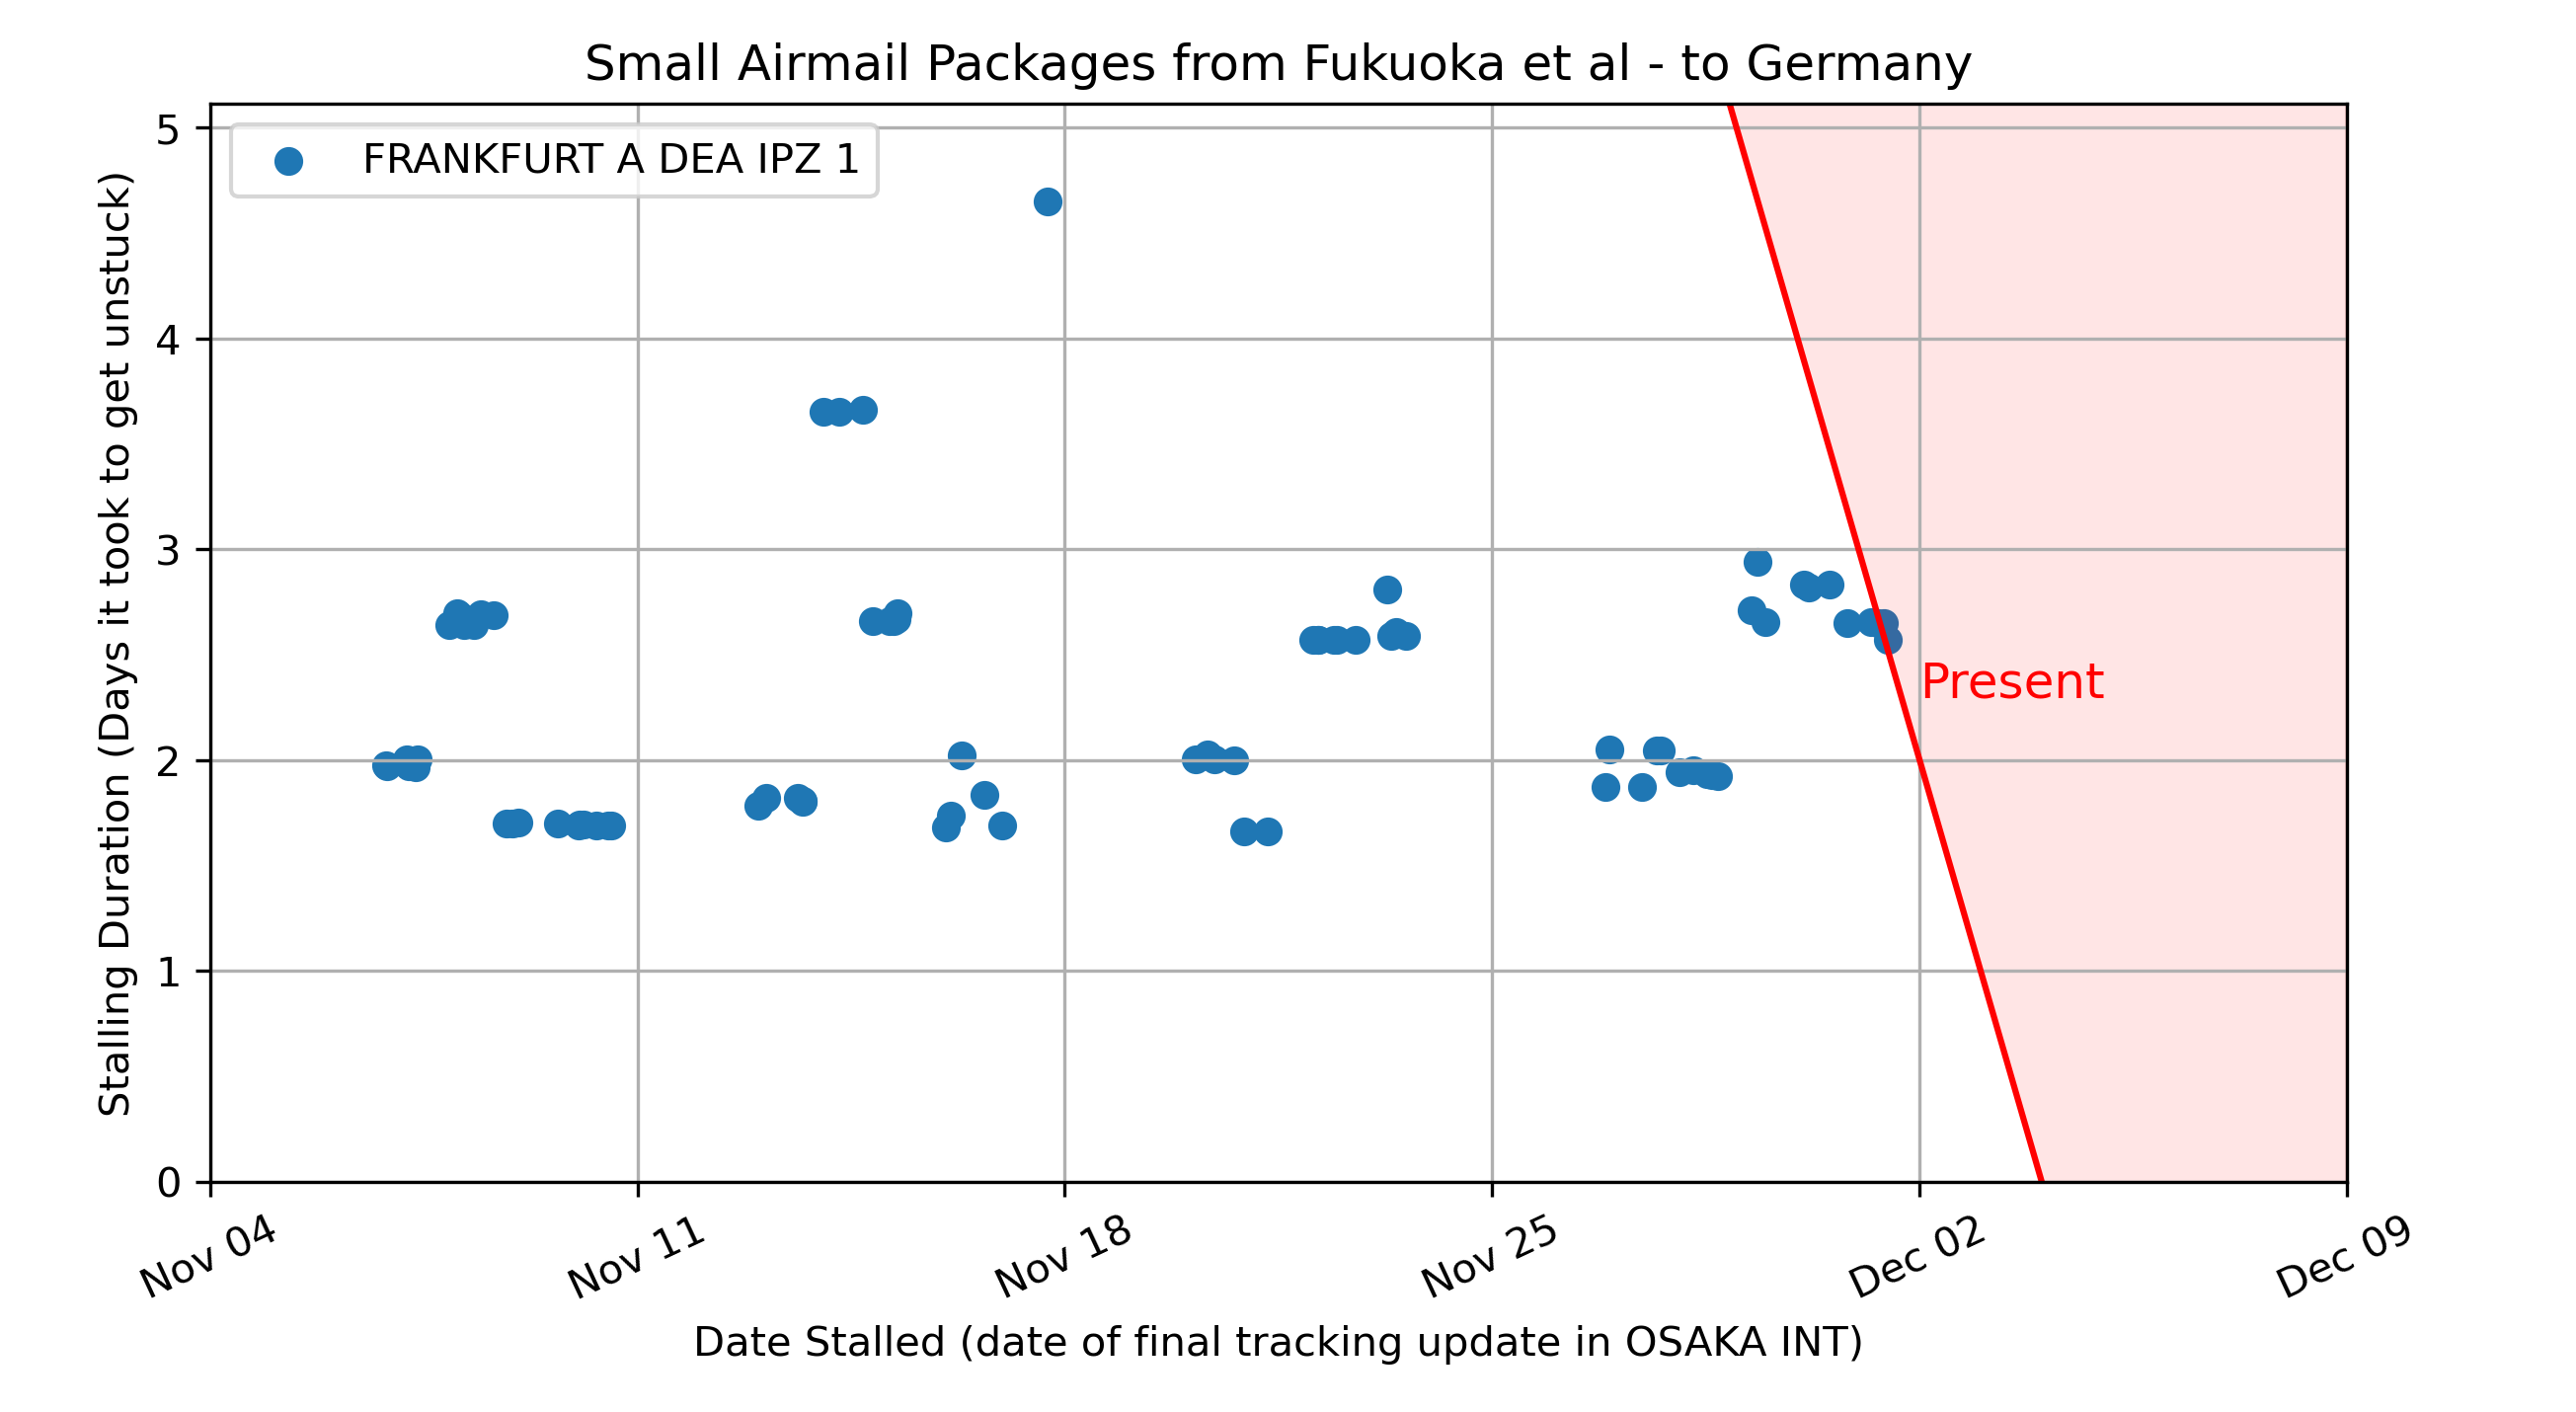 Small Airmail Packages from Fukuoka et al - to Germany
FRANKFURT A DEA IPZ 1
Stalling Duration (Days it took to get unstuck)
5
4
3
2
1
0
Present
Nov 04
Nov 11
Nov 18
Nov 25
Dec 02
Dec 09
Date Stalled (date of final tracking update in OSAKA INT)